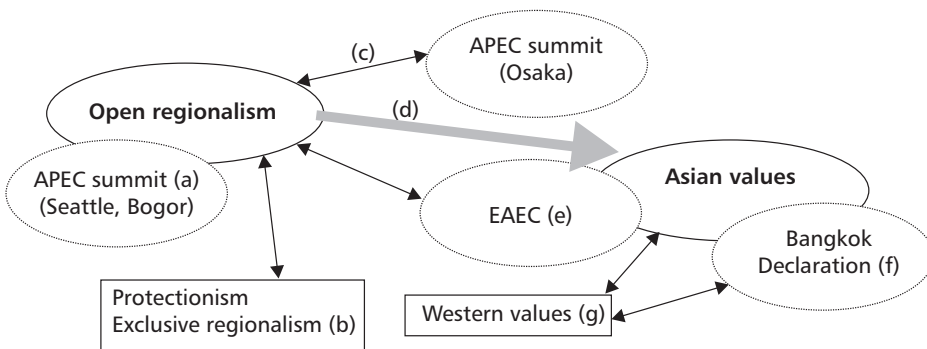 (c)
APEC summit
(Osaka)
Open regionalism
(d)
APEC summit (a)
(Seattle, Bogor)
Asian values
EAEC (e)
Bangkok
Declaration (f)
Protectionism
Exclusive regionalism (b)
Western values (g)